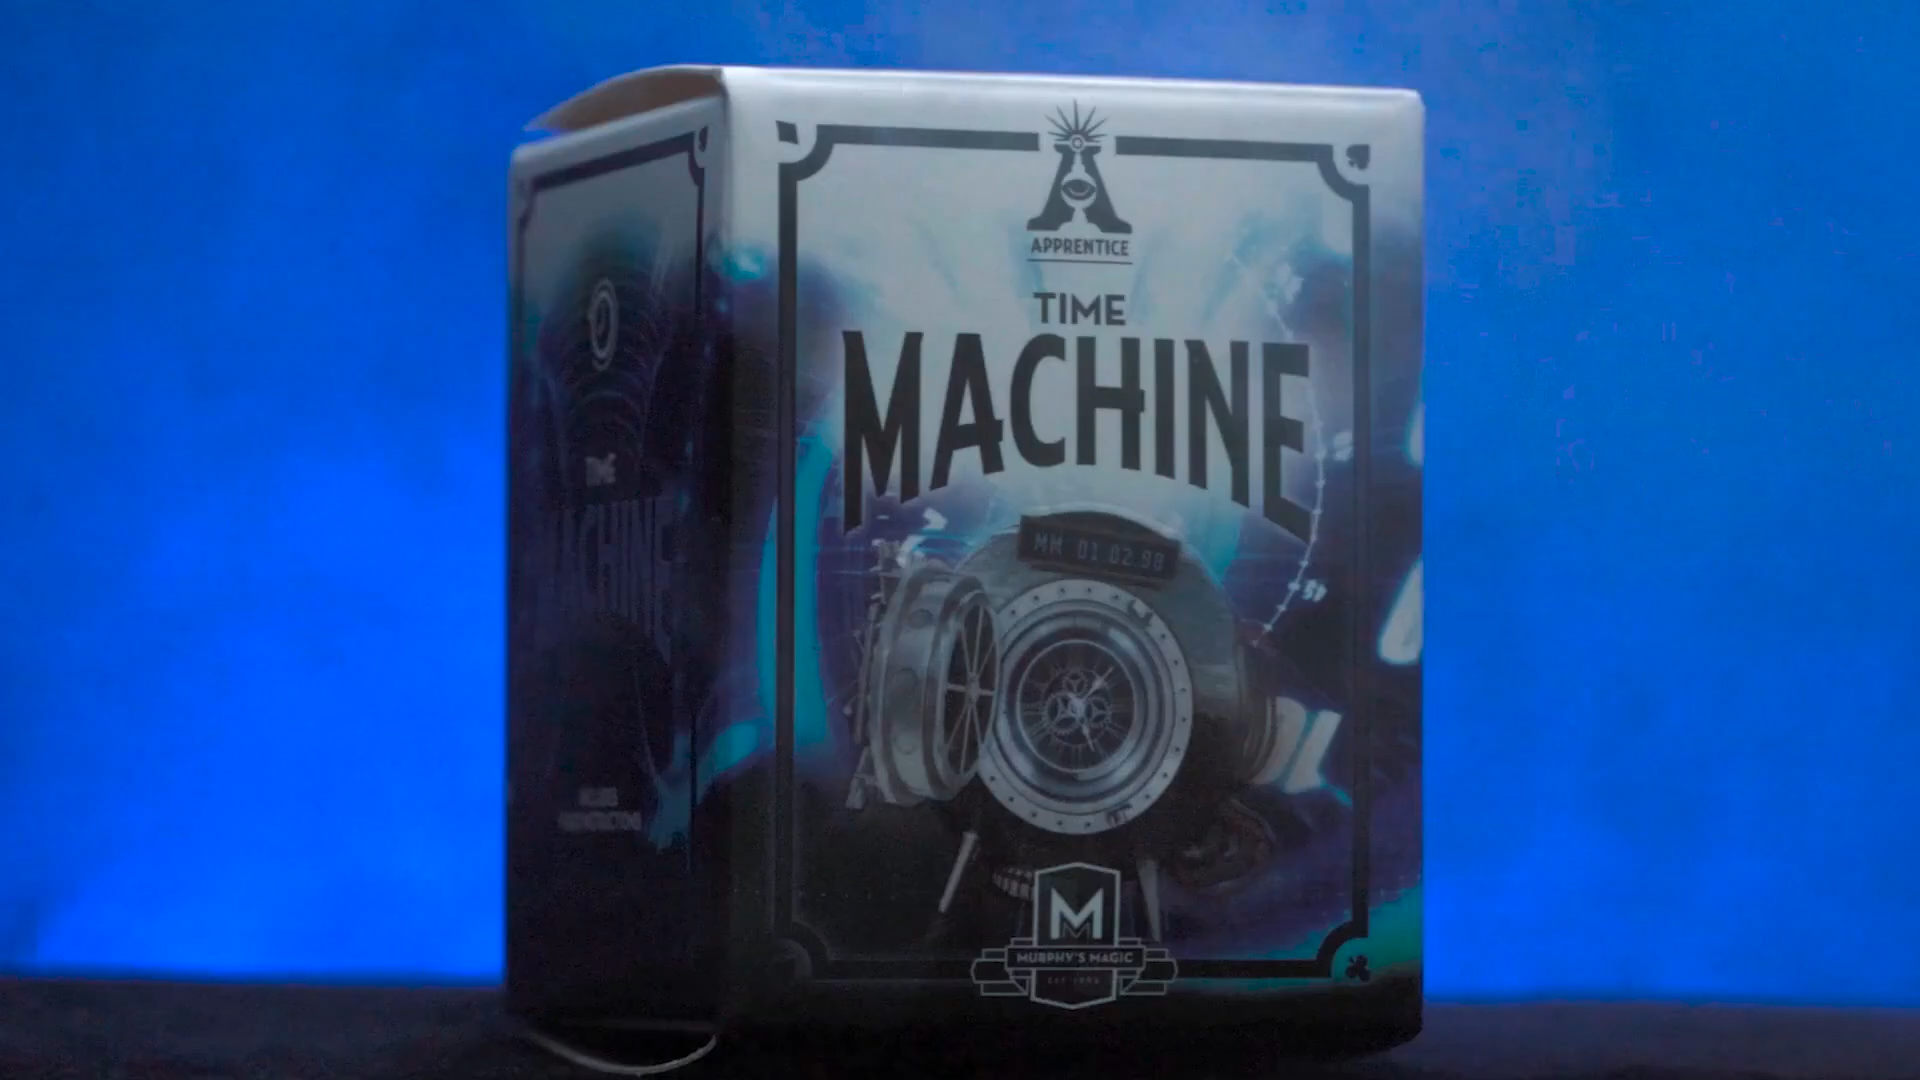 APPRENTICE
TIME
MACHINE
MM 01.02.98
M
MURPHY'S MAGIC
TIME
MACHINE